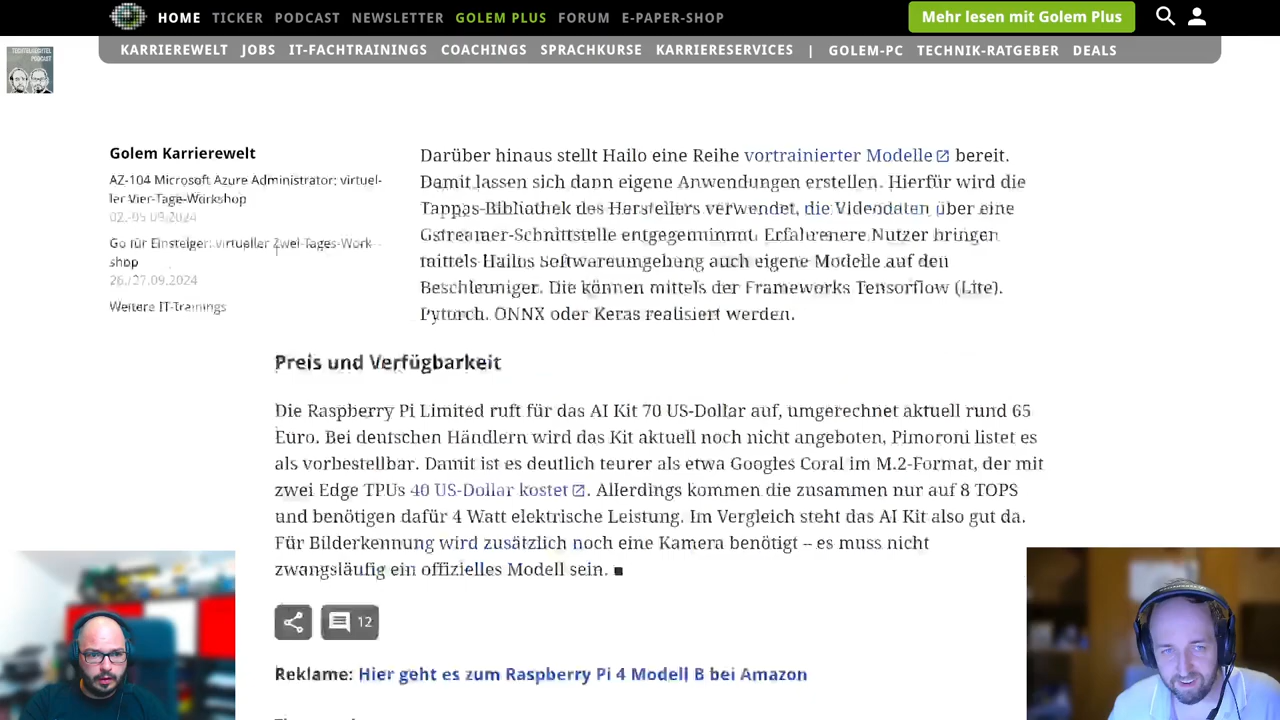 HOME TICKER PODCAST NEWSLETTER GOLEM PLUS FORUM E-PAPER-SHOP Mehr lesen mit Golem Plus
KARRIEREWELT JOBS IT-FACHTRAININGS COACHINGS SPRACHKURSE KARRIERESERVICES | GOLEM-PC TECHNIK-RATGEBER DEALS
Golem Karrierewelt
AZ-104 Microsoft Azure Administrator: virtuel-
ler Vier-Tage-Workshop
02.-05.09.2024
Go für Einsteiger: virtueller Zwei-Tages-Work-
shop
26./27.09.2024
Weitere IT-Trainings
Darüber hinaus stellt Hailo eine Reihe vortrainierter Modelle bereit.
Damit lassen sich dann eigene Anwendungen erstellen. Hierfür wird die
Tappas-Bibliothek des Herstellers verwendet, die Videodaten über eine
Gstreamer-Schnittstelle entgegennimmt. Erfahrenere Nutzer bringen
mittels Hailos Softwareumgebung auch eigene Modelle auf den
Beschleuniger. Die können mittels der Frameworks Tensorflow (Lite).
Pytorch. ONNX oder Keras realisiert werden.
Preis und Verfügbarkeit
Die Raspberry Pi Limited ruft für das AI Kit 70 US-Dollar auf, umgerechnet aktuell rund 65
Euro. Bei deutschen Händlern wird das Kit aktuell noch nicht angeboten, Pimoroni listet es
als vorbestellbar. Damit ist es deutlich teurer als etwa Googles Coral im M.2-Format, der mit
zwei Edge TPUs 40 US-Dollar kostet. Allerdings kommen die zusammen nur auf 8 TOPS
und benötigen dafür 4 Watt elektrische Leistung. Im Vergleich steht das AI Kit also gut da.
Für Bilderkennung wird zusätzlich noch eine Kamera benötigt – es muss nicht
zwangsläufig ein offizielles Modell sein.
12
Reklame: Hier geht es zum Raspberry Pi 4 Modell B bei Amazon